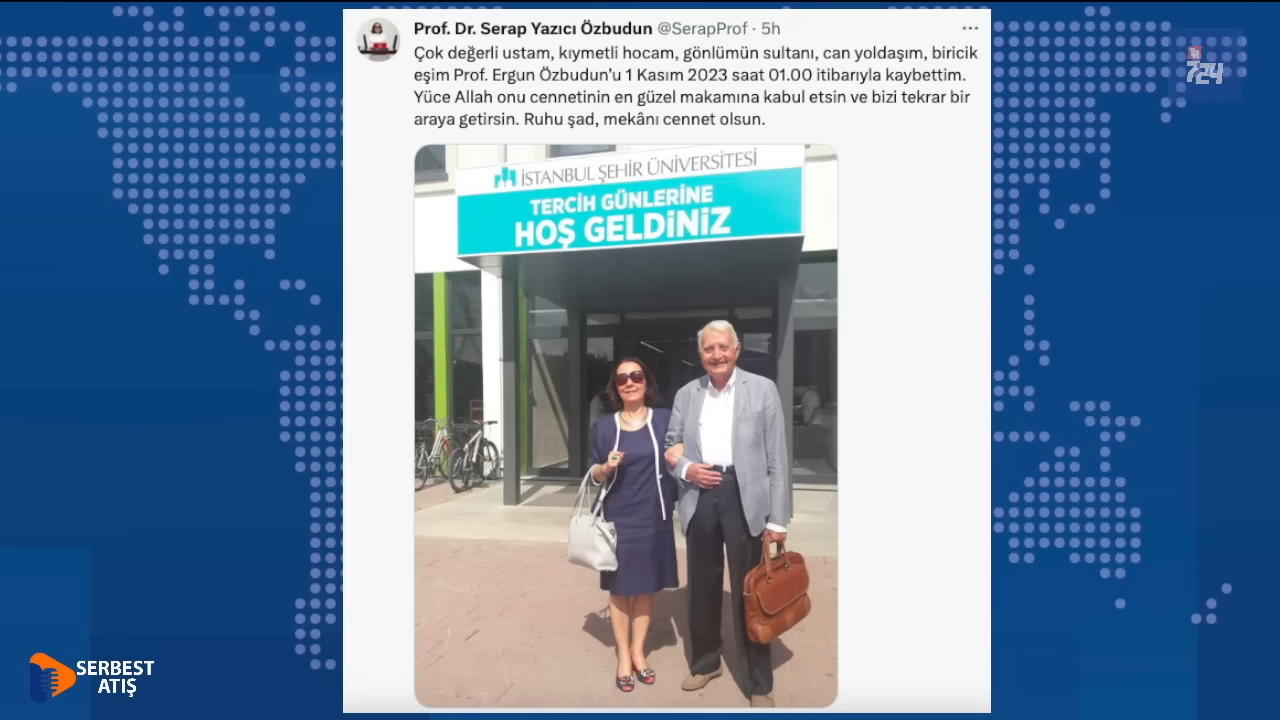 Prof. Dr. Serap Yazıcı Özbudun @SerapProf · 5h
Çok değerli ustam, kıymetli hocam, gönlümün sultanı, can yoldaşım, biricik
eşim Prof. Ergun Özbudun’u 1 Kasım 2023 saat 01.00 itibarıyla kaybettim.
Yüce Allah onu cennetinin en güzel makamına kabul etsin ve bizi tekrar bir
araya getirsin. Ruhu şad, mekânı cennet olsun.
İSTANBUL ŞEHİR ÜNİVERSİTESİ
TERCİH GÜNLERİNE
HOŞ GELDİNİZ
TR
724
SERBEST
ATIŞ